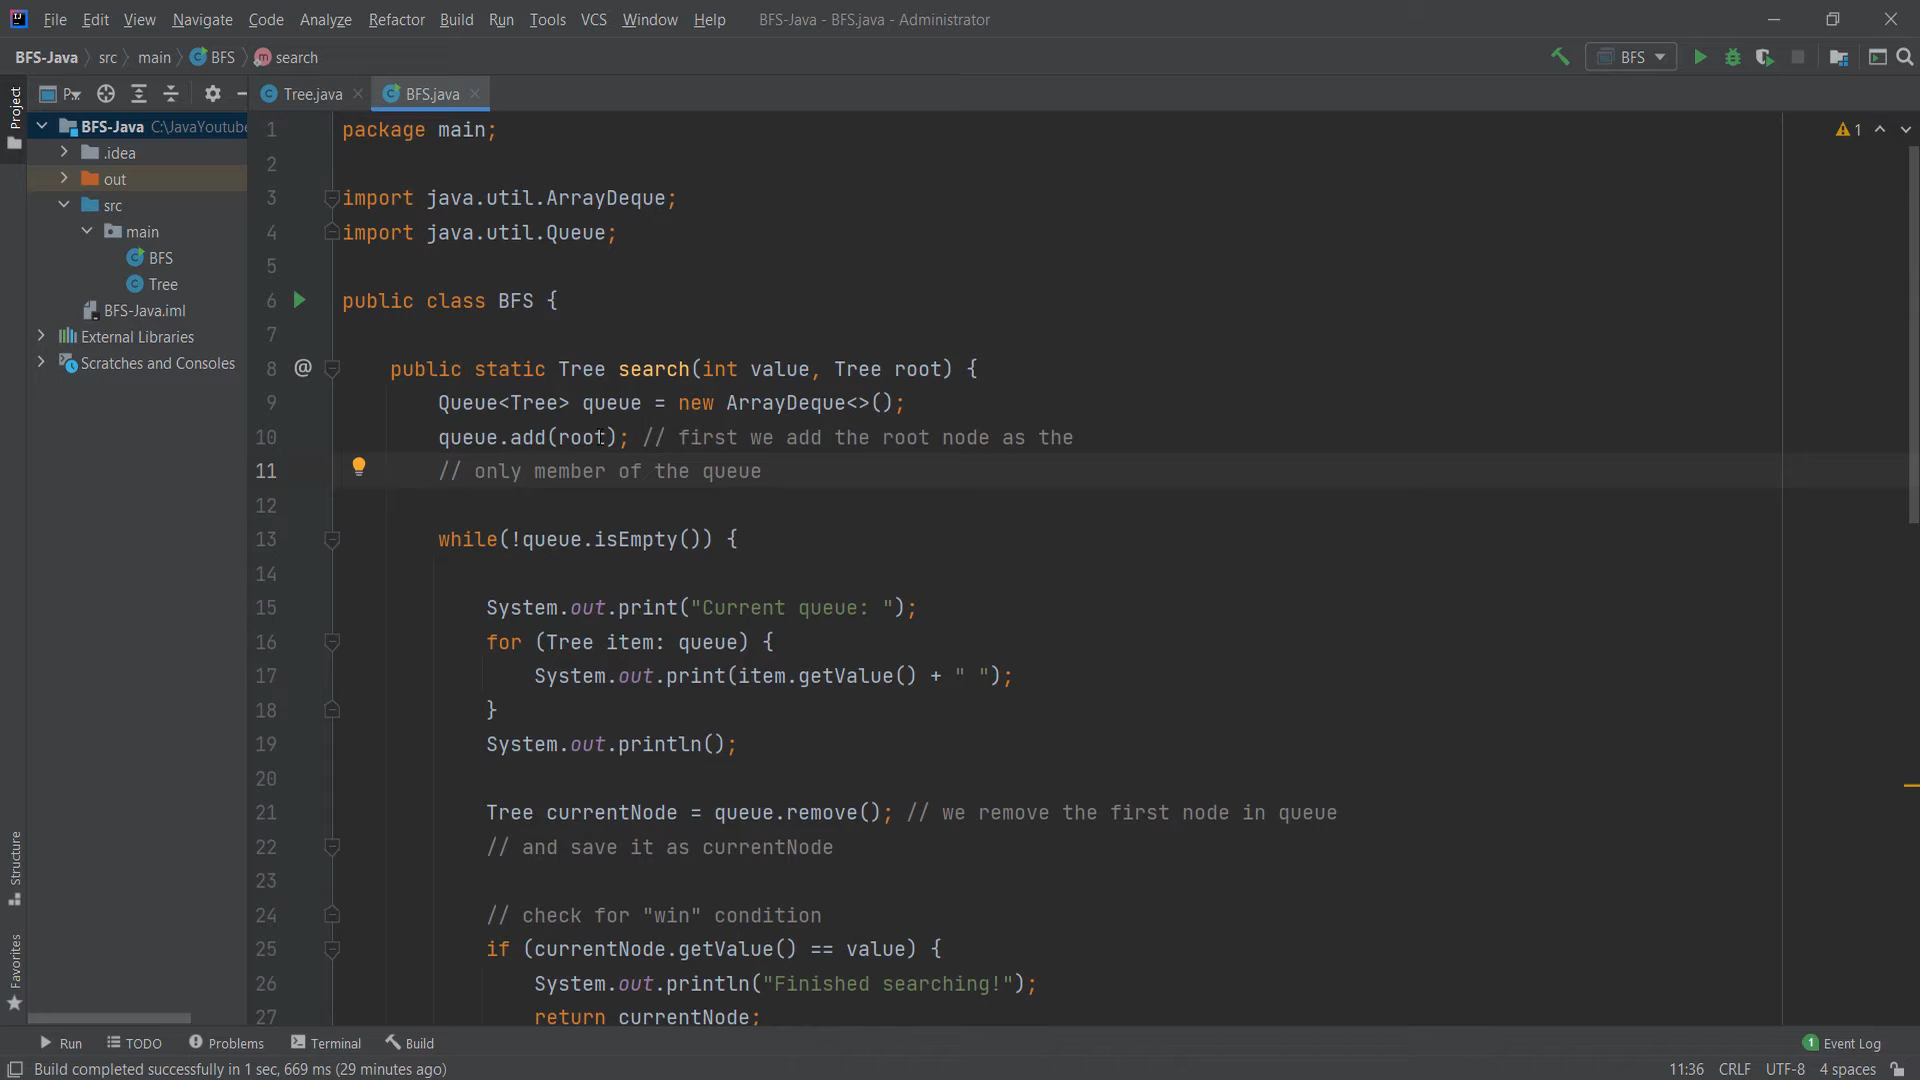 File Edit View Navigate Code Analyze Refactor Build Run Tools VCS Window Help BFS-Java - BFS.java - Administrator
BFS-Java src main BFS search BFS
Project
P
Tree.java BFS.java
BFS-Java C:\JavaYoutube
.idea
out
src
main
BFS
Tree
BFS-Java.iml
External Libraries
Scratches and Consoles
1 package main; 1
2
3 import java.util.ArrayDeque;
4 import java.util.Queue;
5
6 public class BFS {
7
8 @ public static Tree search(int value, Tree root) {
9 Queue<Tree> queue = new ArrayDeque<>();
10 queue.add(root); // first we add the root node as the
11 // only member of the queue
12
13 while(!queue.isEmpty()) {
14
15 System.out.print("Current queue: ");
16 for (Tree item: queue) {
17 System.out.print(item.getValue() + " ");
18 }
19 System.out.println();
20
21 Tree currentNode = queue.remove(); // we remove the first node in queue
22 // and save it as currentNode
23
24 // check for "win" condition
25 if (currentNode.getValue() == value) {
26 System.out.println("Finished searching!");
27 return currentNode;
Structure
Favorites
Run TODO Problems Terminal Build 1 Event Log
Build completed successfully in 1 sec, 669 ms (29 minutes ago) 11:36 CRLF UTF-8 4 spaces